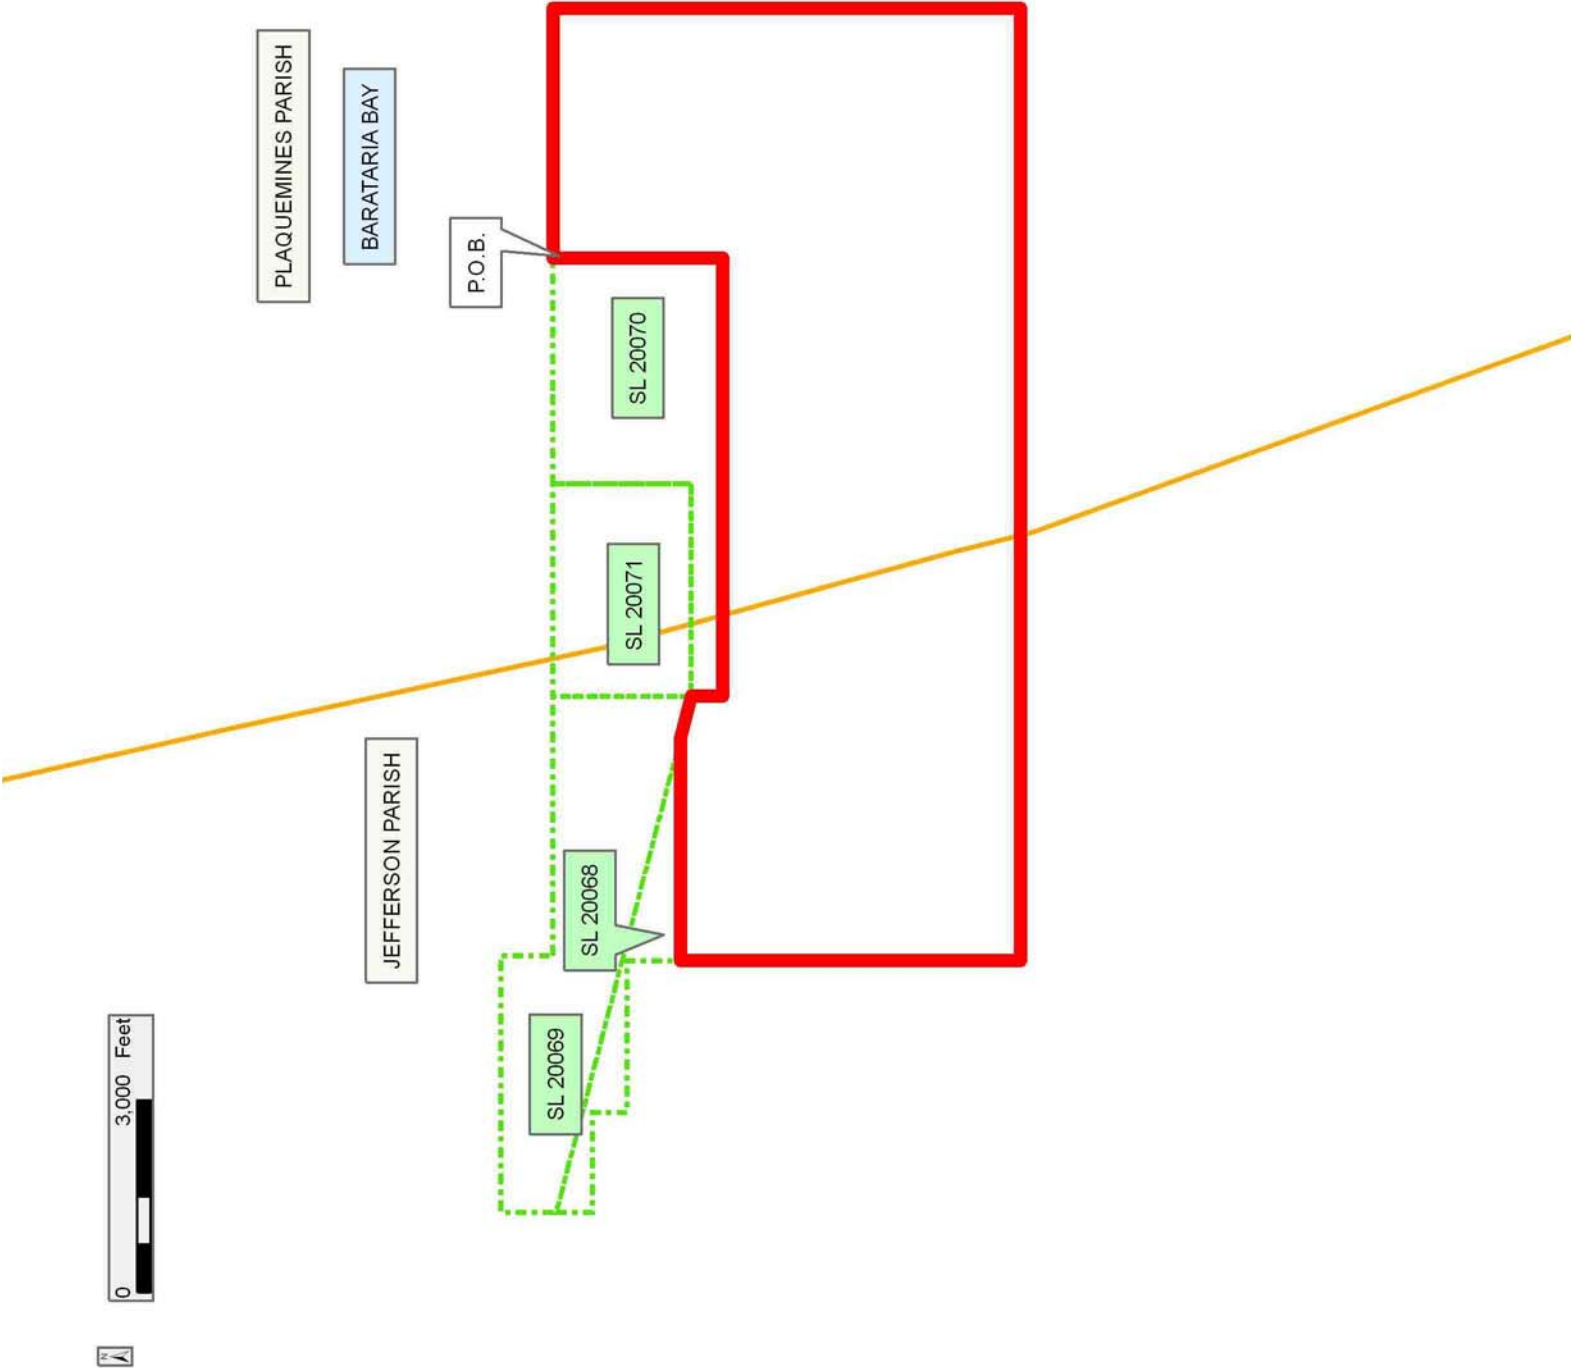 PLAQUEMINES PARISH
BARATARIA BAY
P.O.B.
SL 20070
SL 20071
JEFFERSON PARISH
SL 20068
SL 20069
0 3,000 Feet
N